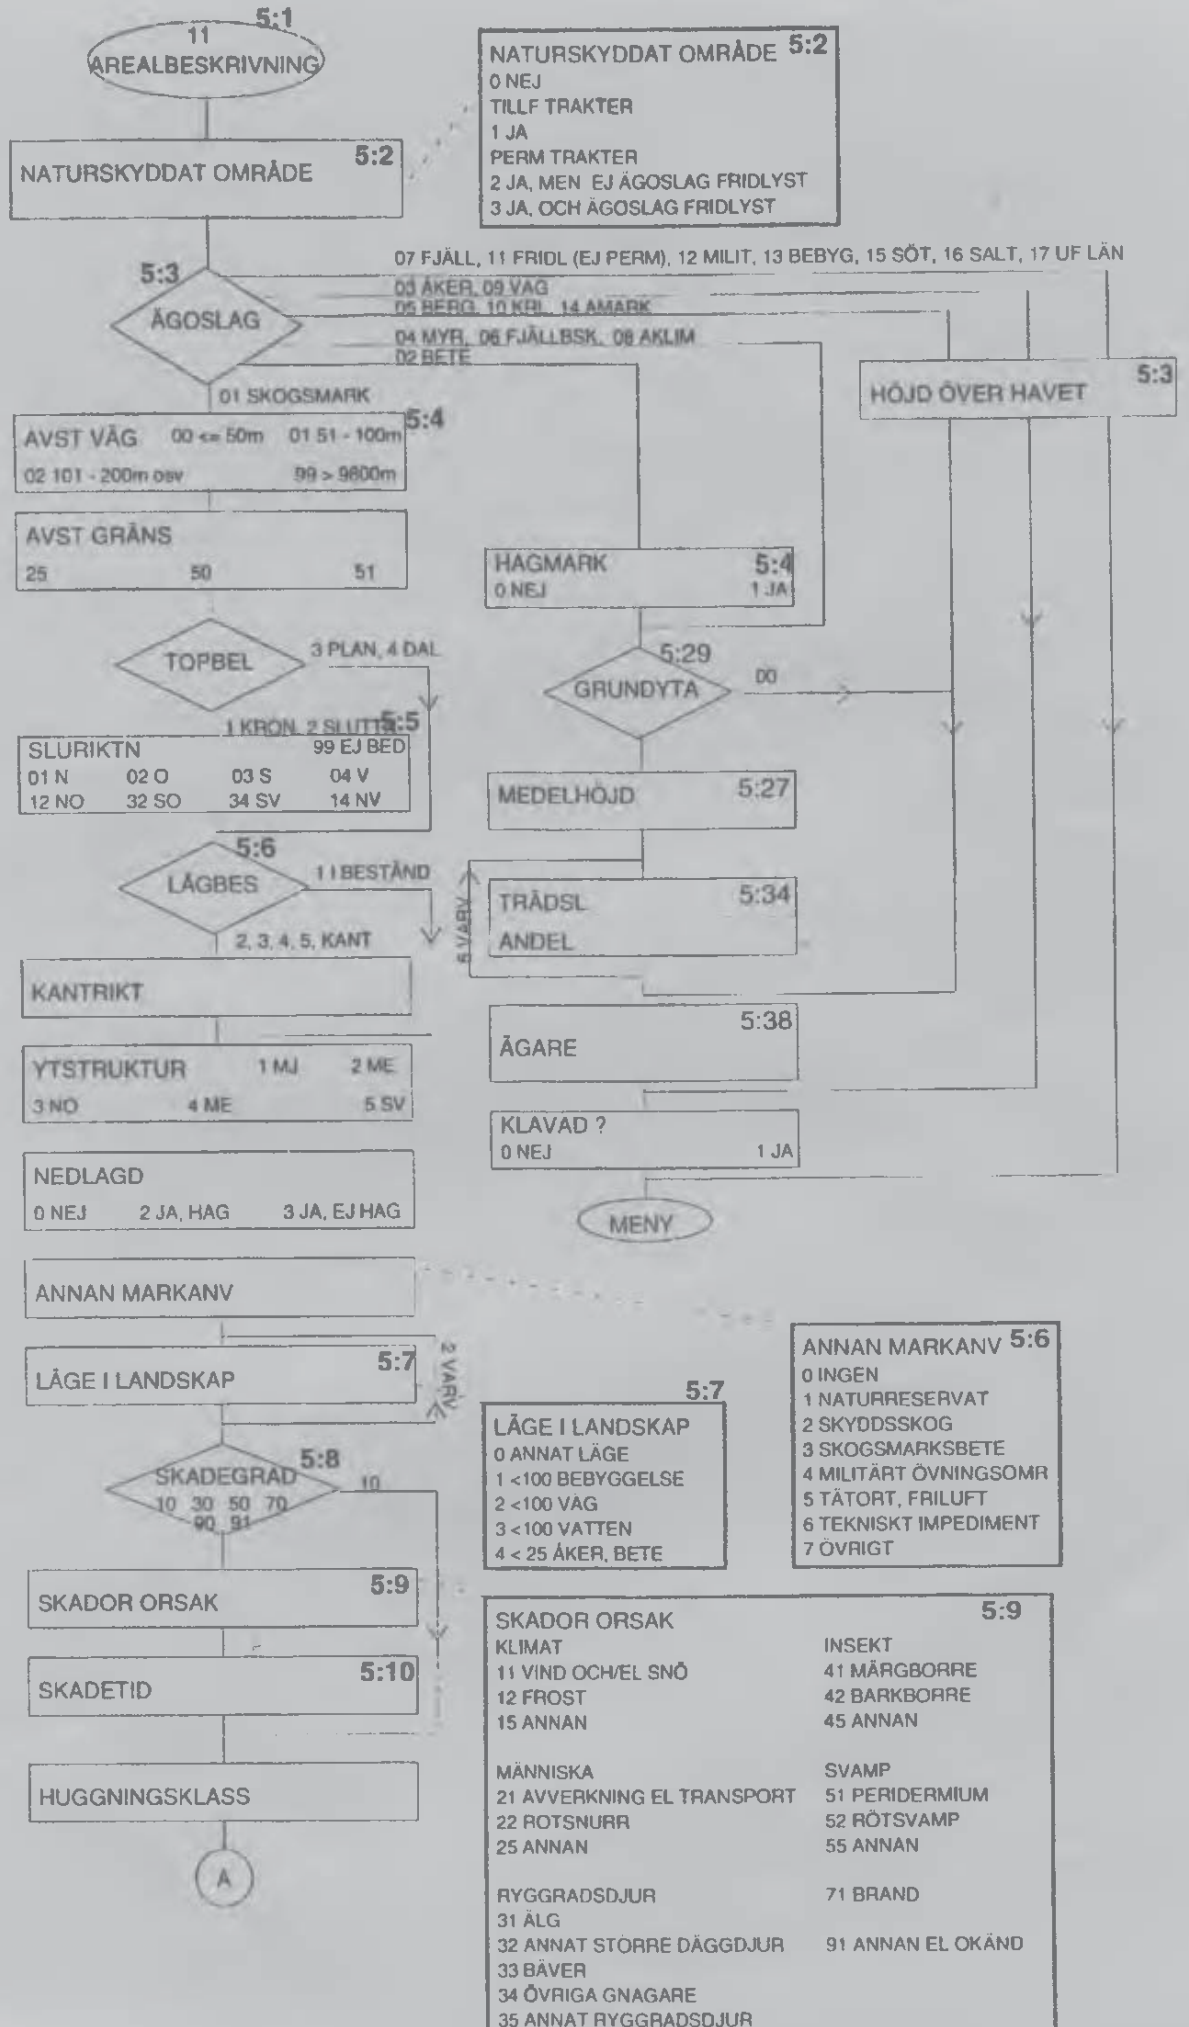 5:1
11
AREALBESKRIVNING
NATURSKYDDAT OMRÅDE 5:2
0 NEJ
TILLF TRAKTER
1 JA
PERM TRAKTER
2 JA, MEN EJ ÄGOSLAG FRIDLYST
3 JA, OCH ÄGOSLAG FRIDLYST
5:2
NATURSKYDDAT OMRÅDE
07 FJÄLL, 11 FRIDL (EJ PERM), 12 MILIT, 13 BEBYG, 15 SÖT, 16 SALT, 17 UF LÄN
03 ÅKER, 09 VÄG
05 BERG, 10 KRL, 14 AMARK
04 MYR, 06 FJÄLLBSK, 08 AKLIM
02 BETE
5:3
ÄGOSLAG
01 SKOGSMARK
5:3
HÖJD ÖVER HAVET
5:4
AVST VÄG 00 <= 50m 01 51 - 100m
02 101 - 200m osv 99 > 9800m
AVST GRÄNS
25 50 51
HAGMARK 5:4
0 NEJ 1 JA
TOPBEL 3 PLAN, 4 DAL
1 KRON, 2 SLUTTN
5:5
SLURIKTN 99 EJ BED
01 N 02 O 03 S 04 V
12 NO 32 SO 34 SV 14 NV
5:29
GRUNDYTA 00
MEDELHÖJD 5:27
5:6
LÄGBES 1 I BESTÅND
2, 3, 4, 5, KANT
5 VARV
TRÄDSL 5:34
ANDEL
KANTRIKT
5:38
ÄGARE
YTSTRUKTUR 1 MJ 2 ME
3 NO 4 ME 5 SV
KLAVAD ?
0 NEJ 1 JA
NEDLAGD
0 NEJ 2 JA, HAG 3 JA, EJ HAG
MENY
ANNAN MARKANV
5:7
LÄGE I LANDSKAP
2 VARV
ANNAN MARKANV 5:6
0 INGEN
1 NATURRESERVAT
2 SKYDDSSKOG
3 SKOGSMARKSBETE
4 MILITÄRT ÖVNINGSOMR
5 TÄTORT, FRILUFT
6 TEKNISKT IMPEDIMENT
7 ÖVRIGT
5:7
LÄGE I LANDSKAP
0 ANNAT LÄGE
1 <100 BEBYGGELSE
2 <100 VÄG
3 <100 VATTEN
4 < 25 ÅKER, BETE
5:8
SKADEGRAD
10 30 50 70
90 91
10
5:9
SKADOR ORSAK
5:10
SKADETID
HUGGNINGSKLASS
A
5:9
SKADOR ORSAK
KLIMAT
11 VIND OCH/EL SNÖ
12 FROST
15 ANNAN
MÄNNISKA
21 AVVERKNING EL TRANSPORT
22 ROTSNURR
25 ANNAN
RYGGRADSDJUR
31 ÄLG
32 ANNAT STÖRRE DÄGGDJUR
33 BÄVER
34 ÖVRIGA GNAGARE
35 ANNAT RYGGRADSDJUR
INSEKT
41 MÄRGBORRE
42 BARKBORRE
45 ANNAN
SVAMP
51 PERIDERMIUM
52 RÖTSVAMP
55 ANNAN
71 BRAND
91 ANNAN EL OKÄND